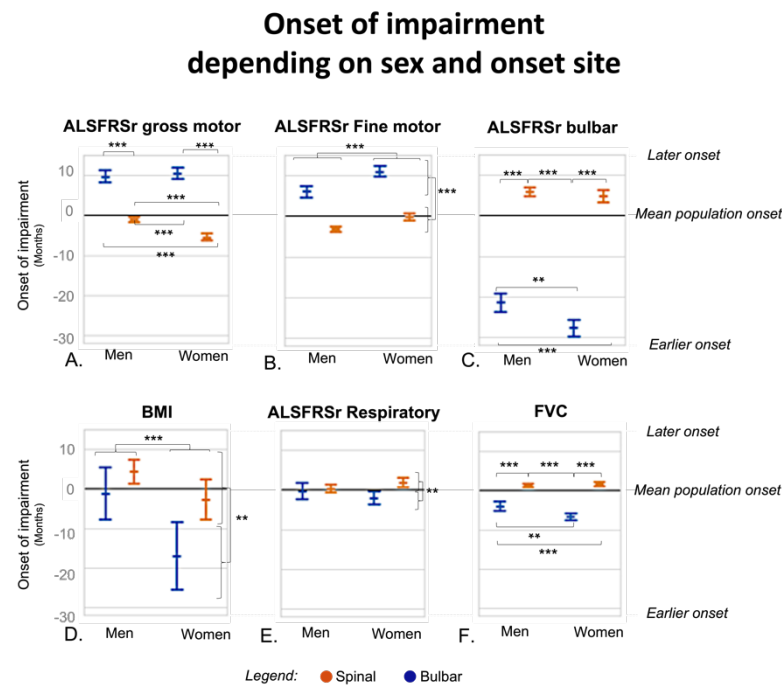 Onset of impairment
depending on sex and onset site
ALSFRSr gross motor
ALSFRSr Fine motor
ALSFRSr bulbar
Later onset
Mean population onset
Earlier onset
Onset of impairment
(Months)
10
0
-10
-20
-30
***
***
***
***
***
***
***
***
***
***
**
***
A.
Men
Women
B.
Men
Women
C.
Men
Women
BMI
ALSFRSr Respiratory
FVC
Later onset
Mean population onset
Earlier onset
Onset of impairment
(Months)
10
0
-10
-20
-30
***
**
**
***
***
***
**
***
D.
Men
Women
E.
Men
Women
F.
Men
Women
Legend:
Spinal
Bulbar